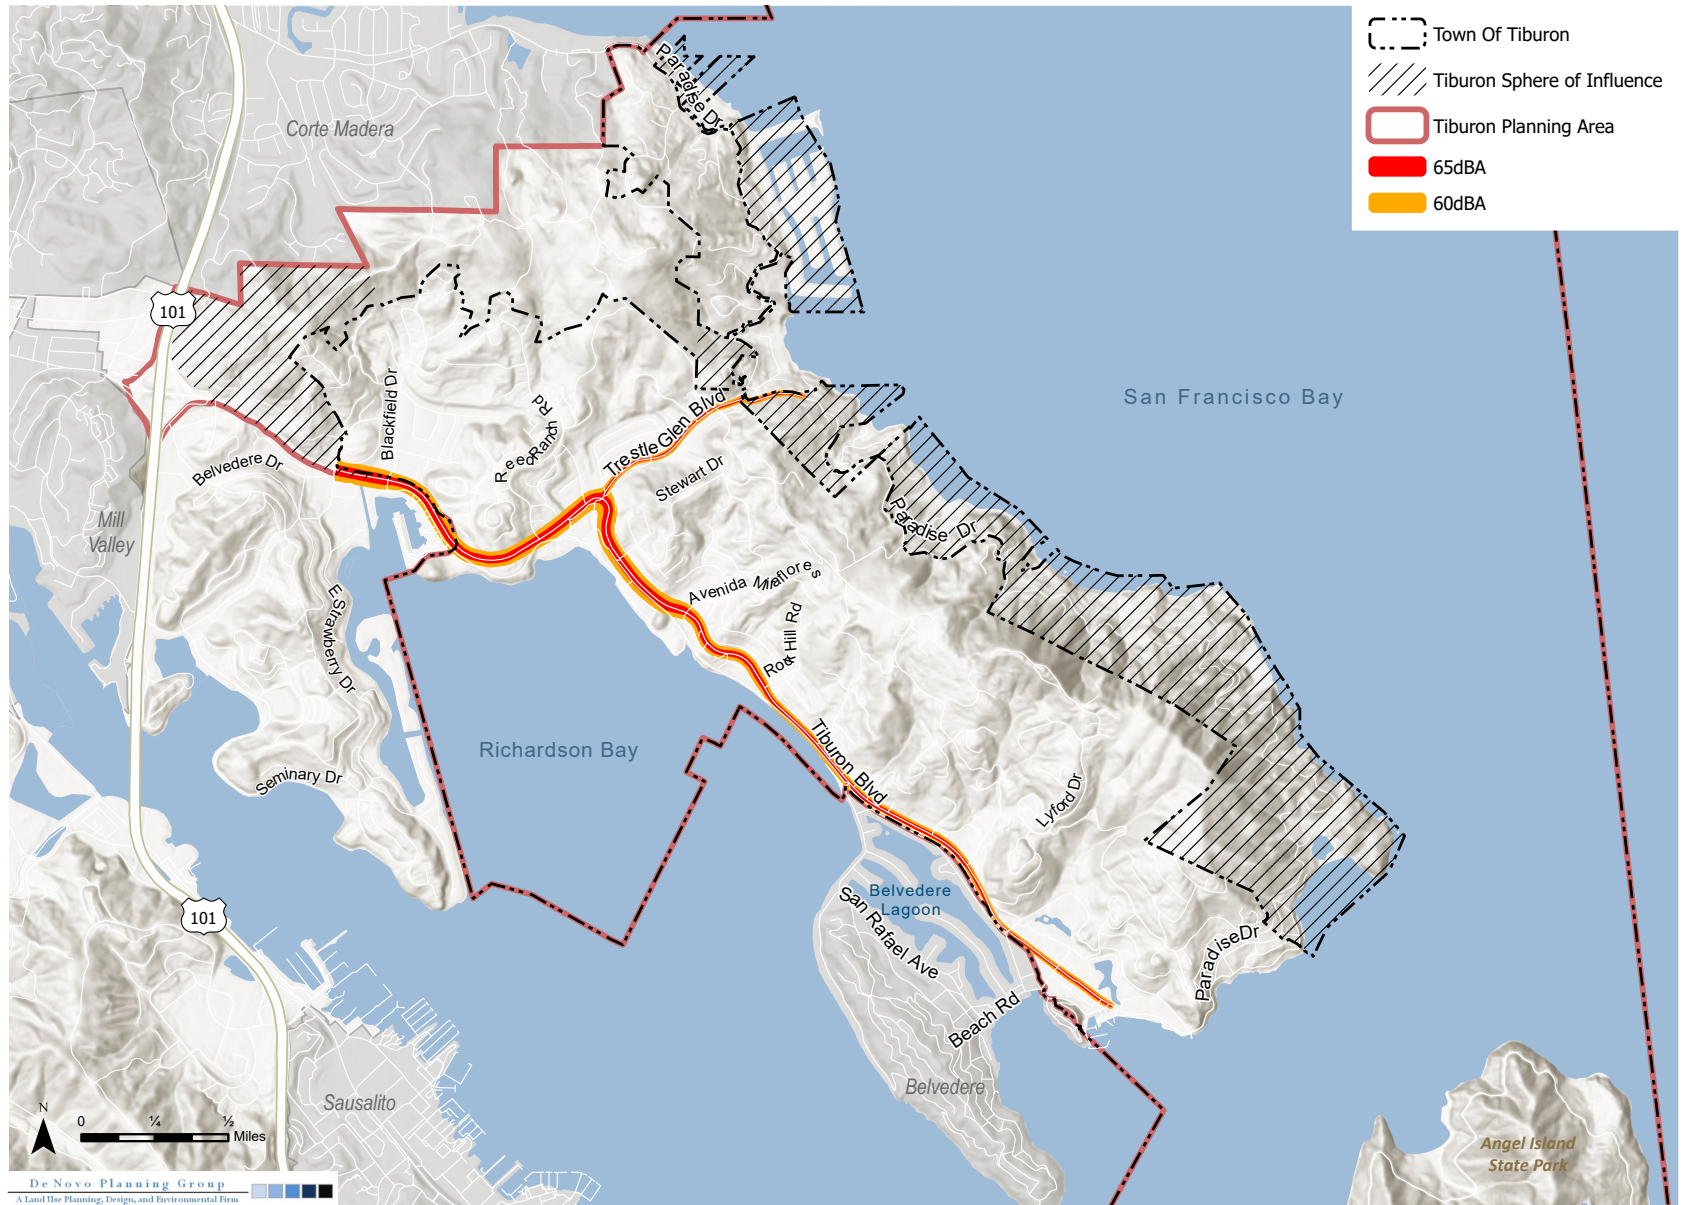 Town Of Tiburon
Tiburon Sphere of Influence
Tiburon Planning Area
65dBA
60dBA
Paradise Dr
Corte Madera
101
San Francisco Bay
Blackfield Dr
Reed Ranch Rd
Trestle Glen Blvd
Belvedere Dr
Stewart Dr
Mill
Valley
Paradise Dr
Avenida Miraflores
E Strawberry Dr
Rock Hill Rd
Richardson Bay
Tiburon Blvd
Seminary Dr
Lyford Dr
Belvedere
Lagoon
San Rafael Ave
101
Paradise Dr
Beach Rd
Belvedere
Sausalito
N
0 ¼ ½
Miles
Angel Island
State Park
De Novo Planning Group
A Land Use Planning, Design, and Environmental Firm